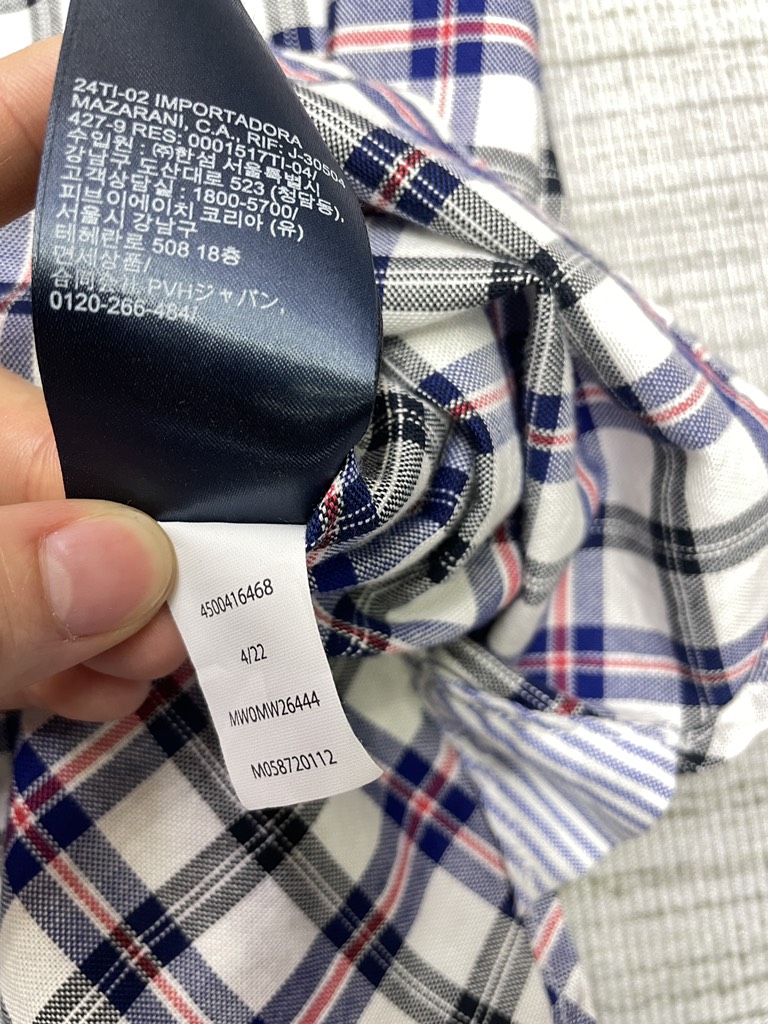 24TI-02 IMPORTADORA
MAZARANI, C.A., RIF: J-30504
427-9 RES: 0001517TI-04/
수입원 : ㈜한섬 서울특별시
강남구 도산대로 523 (청담동),
고객상담실 : 1800-5700/
피브이에이치 코리아 (유)
서울시 강남구
테헤란로 508 18층
면세상품/
合同会社 PVHジャパン,
0120-266-484/
4500416468
4/22
MW0MW26444
M058720112